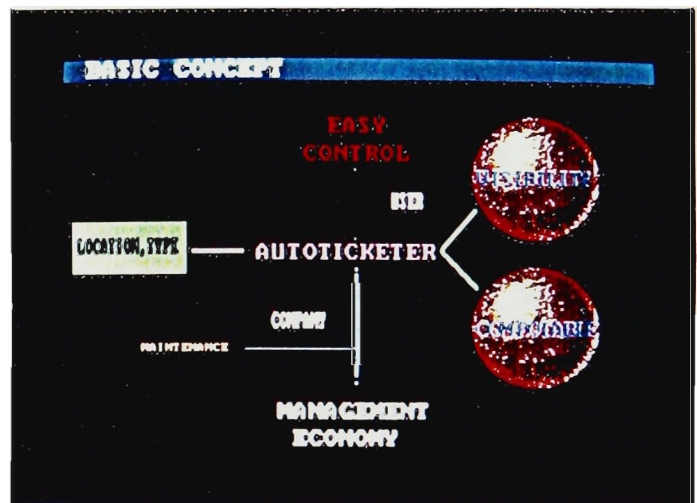 BASIC CONCEPT
EASY
CONTROL
USER
LOCATION, TYPE
AUTOTICKETER
COMPANY
MAINTENANCE
MANAGEMENT
ECONOMY